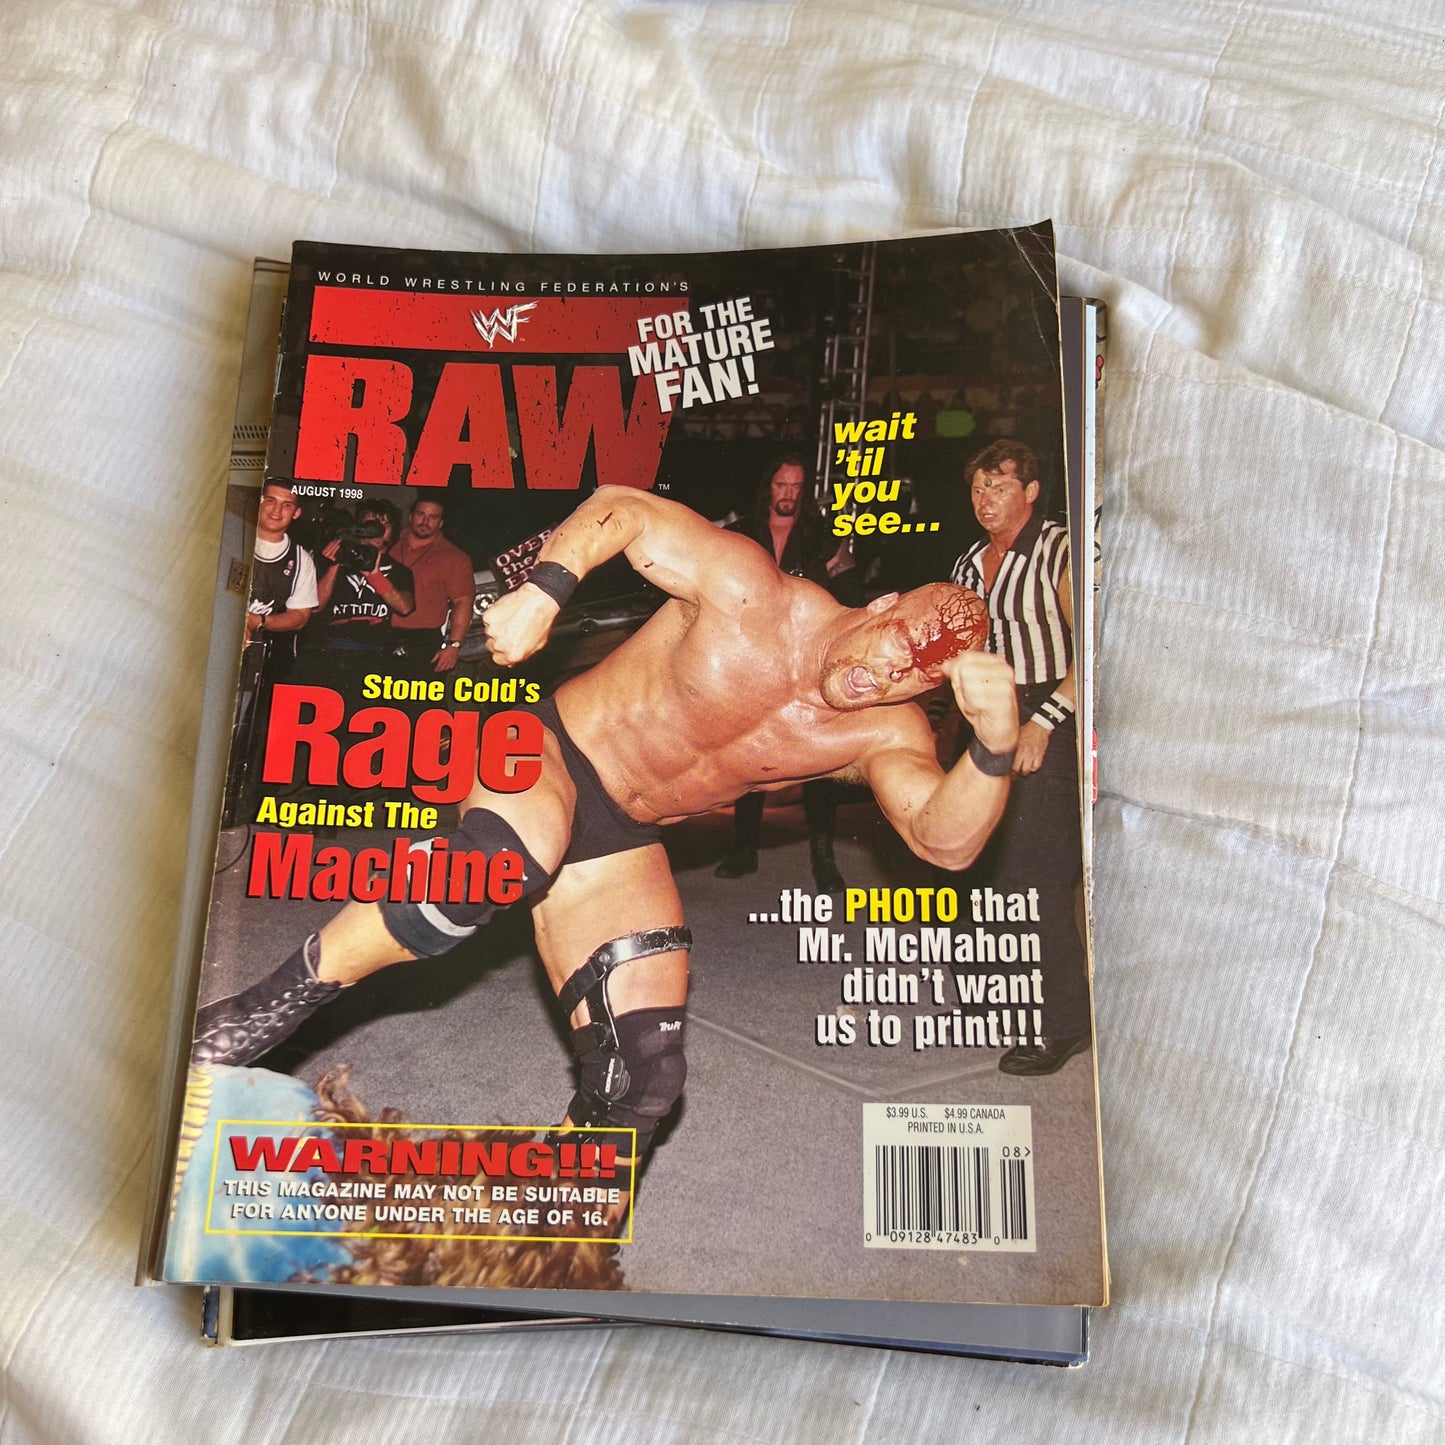 WORLD WRESTLING FEDERATION'S
WF
RAW
TM
FOR THE
MATURE
FAN!
AUGUST 1998
wait
'til
you
see...
OVER
the
ATTITUD
Stone Cold's
Rage
Against The
Machine
...the PHOTO that
Mr. McMahon
didn't want
us to print!!!
WARNING!!!
THIS MAGAZINE MAY NOT BE SUITABLE
FOR ANYONE UNDER THE AGE OF 16.
$3.99 U.S. $4.99 CANADA
PRINTED IN U.S.A.
08>
0 09128 47483 0